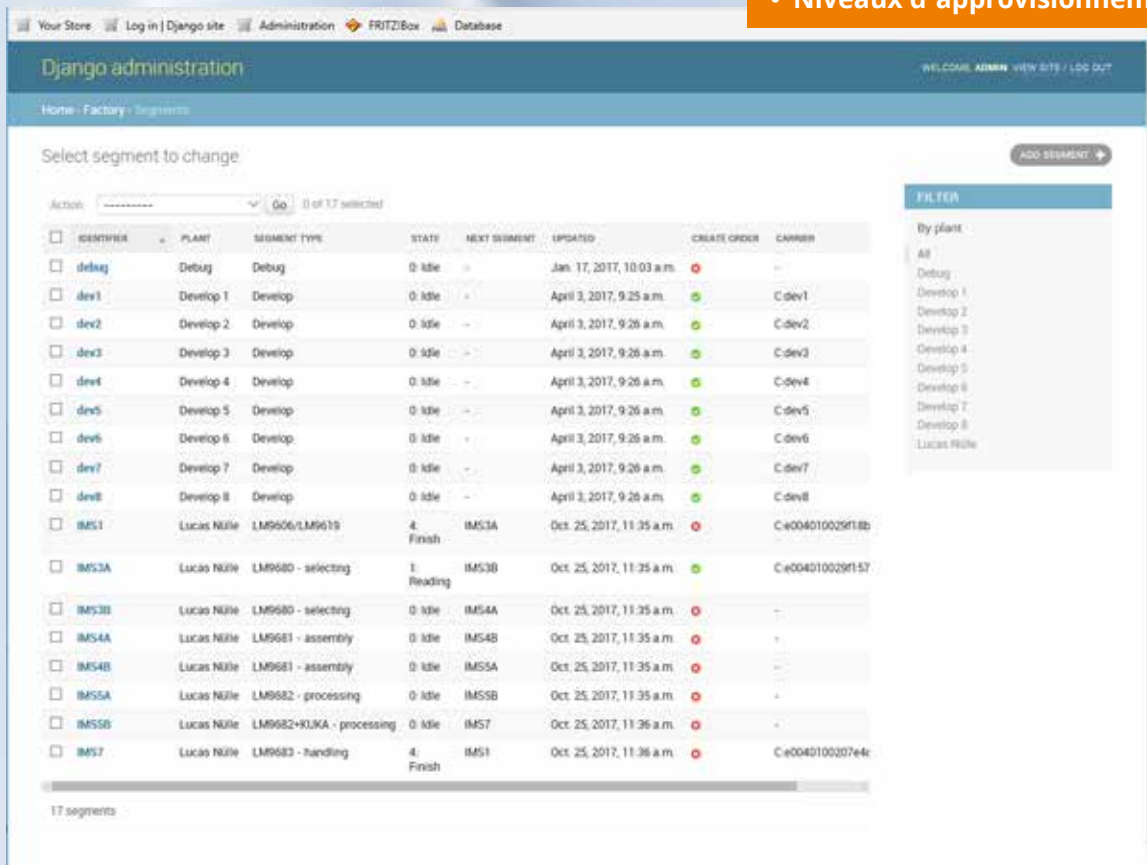 • Niveaux d'approvisionnem
Your Store Log in | Django site Administration FRITZ!Box Database
Django administration
WELCOME, ADMIN. VIEW SITE / LOG OUT
Home › Factory › Segments
Select segment to change
ADD SEGMENT +
Action: --------- Go 0 of 17 selected
IDENTIFIER PLANT SEGMENT TYPE STATE NEXT SEGMENT UPDATED CREATE ORDER CARRIER
debug Debug Debug 0: Idle - Jan. 17, 2017, 10:03 a.m. -
dev1 Develop 1 Develop 0: Idle - April 3, 2017, 9:25 a.m. C:dev1
dev2 Develop 2 Develop 0: Idle - April 3, 2017, 9:26 a.m. C:dev2
dev3 Develop 3 Develop 0: Idle - April 3, 2017, 9:26 a.m. C:dev3
dev4 Develop 4 Develop 0: Idle - April 3, 2017, 9:26 a.m. C:dev4
dev5 Develop 5 Develop 0: Idle - April 3, 2017, 9:26 a.m. C:dev5
dev6 Develop 6 Develop 0: Idle - April 3, 2017, 9:26 a.m. C:dev6
dev7 Develop 7 Develop 0: Idle - April 3, 2017, 9:26 a.m. C:dev7
dev8 Develop 8 Develop 0: Idle - April 3, 2017, 9:26 a.m. C:dev8
IMS1 Lucas Nülle LM9606/LM9619 4: IMS3A Oct. 25, 2017, 11:35 a.m. C:e004010029f18b
Finish
IMS3A Lucas Nülle LM9680 - selecting 1: IMS3B Oct. 25, 2017, 11:35 a.m. C:e004010029f157
Reading
IMS3B Lucas Nülle LM9680 - selecting 0: Idle IMS4A Oct. 25, 2017, 11:35 a.m. -
IMS4A Lucas Nülle LM9681 - assembly 0: Idle IMS4B Oct. 25, 2017, 11:35 a.m. -
IMS4B Lucas Nülle LM9681 - assembly 0: Idle IMS5A Oct. 25, 2017, 11:35 a.m. -
IMS5A Lucas Nülle LM9682 - processing 0: Idle IMS5B Oct. 25, 2017, 11:35 a.m. -
IMS5B Lucas Nülle LM9682+KUKA - processing 0: Idle IMS7 Oct. 25, 2017, 11:36 a.m. -
IMS7 Lucas Nülle LM9683 - handling 4: IMS1 Oct. 25, 2017, 11:36 a.m. C:e0040100207e4c
Finish
17 segments
FILTER
By plant
All
Debug
Develop 1
Develop 2
Develop 3
Develop 4
Develop 5
Develop 6
Develop 7
Develop 8
Lucas Nülle